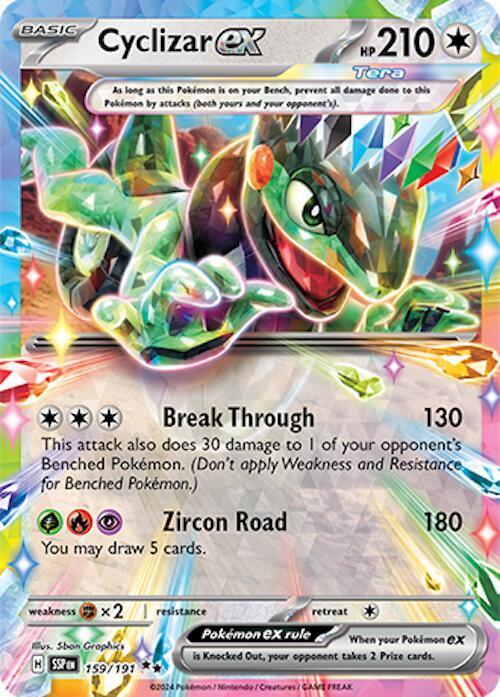 BASIC Cyclizar ex HP 210
Tera
As long as this Pokémon is on your Bench, prevent all damage done to this
Pokémon by attacks (both yours and your opponent's).
Break Through 130
This attack also does 30 damage to 1 of your opponent's
Benched Pokémon. (Don't apply Weakness and Resistance
for Benched Pokémon.)
Zircon Road 180
You may draw 5 cards.
weakness ×2 resistance retreat
Illus. 5ban Graphics
Pokémon ex rule When your Pokémon ex
is Knocked Out, your opponent takes 2 Prize cards.
H SSP EN 159/191 ★★
©2024 Pokémon / Nintendo / Creatures / GAME FREAK